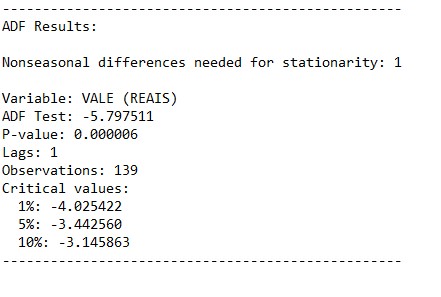 --------------------------------------------------
ADF Results:
Nonseasonal differences needed for stationarity: 1
Variable: VALE (REAIS)
ADF Test: -5.797511
P-value: 0.000006
Lags: 1
Observations: 139
Critical values:
1%: -4.025422
5%: -3.442560
10%: -3.145863
--------------------------------------------------